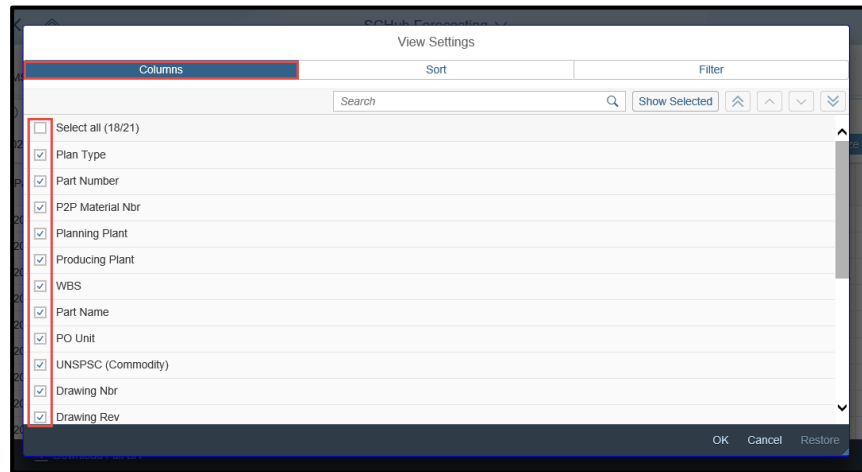 SCHub Forecasting
View Settings
Columns Sort Filter
Search Show Selected
Select all (18/21)
Plan Type
Part Number
P2P Material Nbr
Planning Plant
Producing Plant
WBS
Part Name
PO Unit
UNSPSC (Commodity)
Drawing Nbr
Drawing Rev
OK Cancel Restore